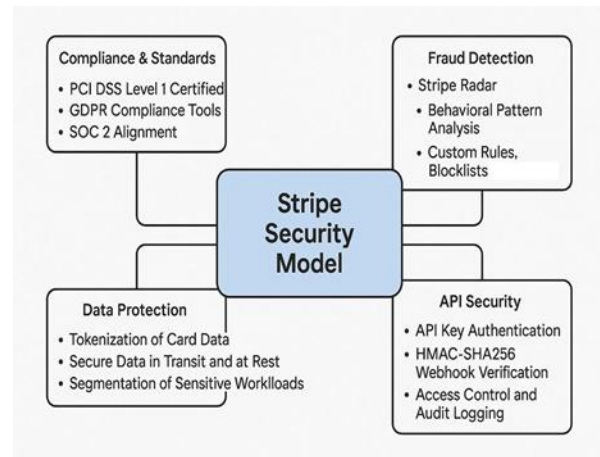 Compliance & Standards
• PCI DSS Level 1 Certified
• GDPR Compliance Tools
• SOC 2 Alignment
Fraud Detection
• Stripe Radar
• Behavioral Pattern
Analysis
• Custom Rules,
Blocklists
Stripe
Security
Model
Data Protection
• Tokenization of Card Data
• Secure Data in Transit and at Rest
• Segmentation of Sensitive Worklloads
API Security
• API Key Authentication
• HMAC-SHA256
Webhook Verification
• Access Control and
Audit Logging